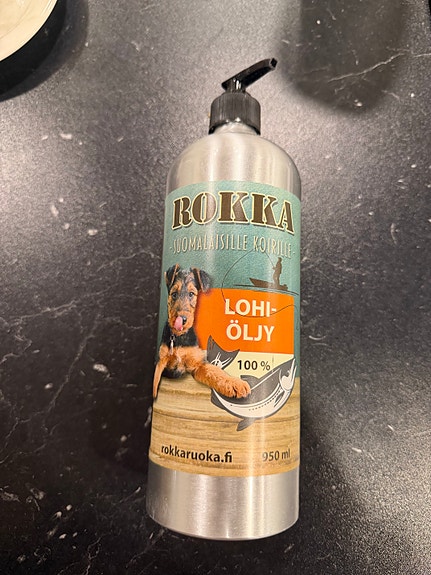 ROKKA
-SUOMALAISILLE KOIRILLE-
LOHI-
ÖLJY
100 %
rokkaruoka.fi
950 ml